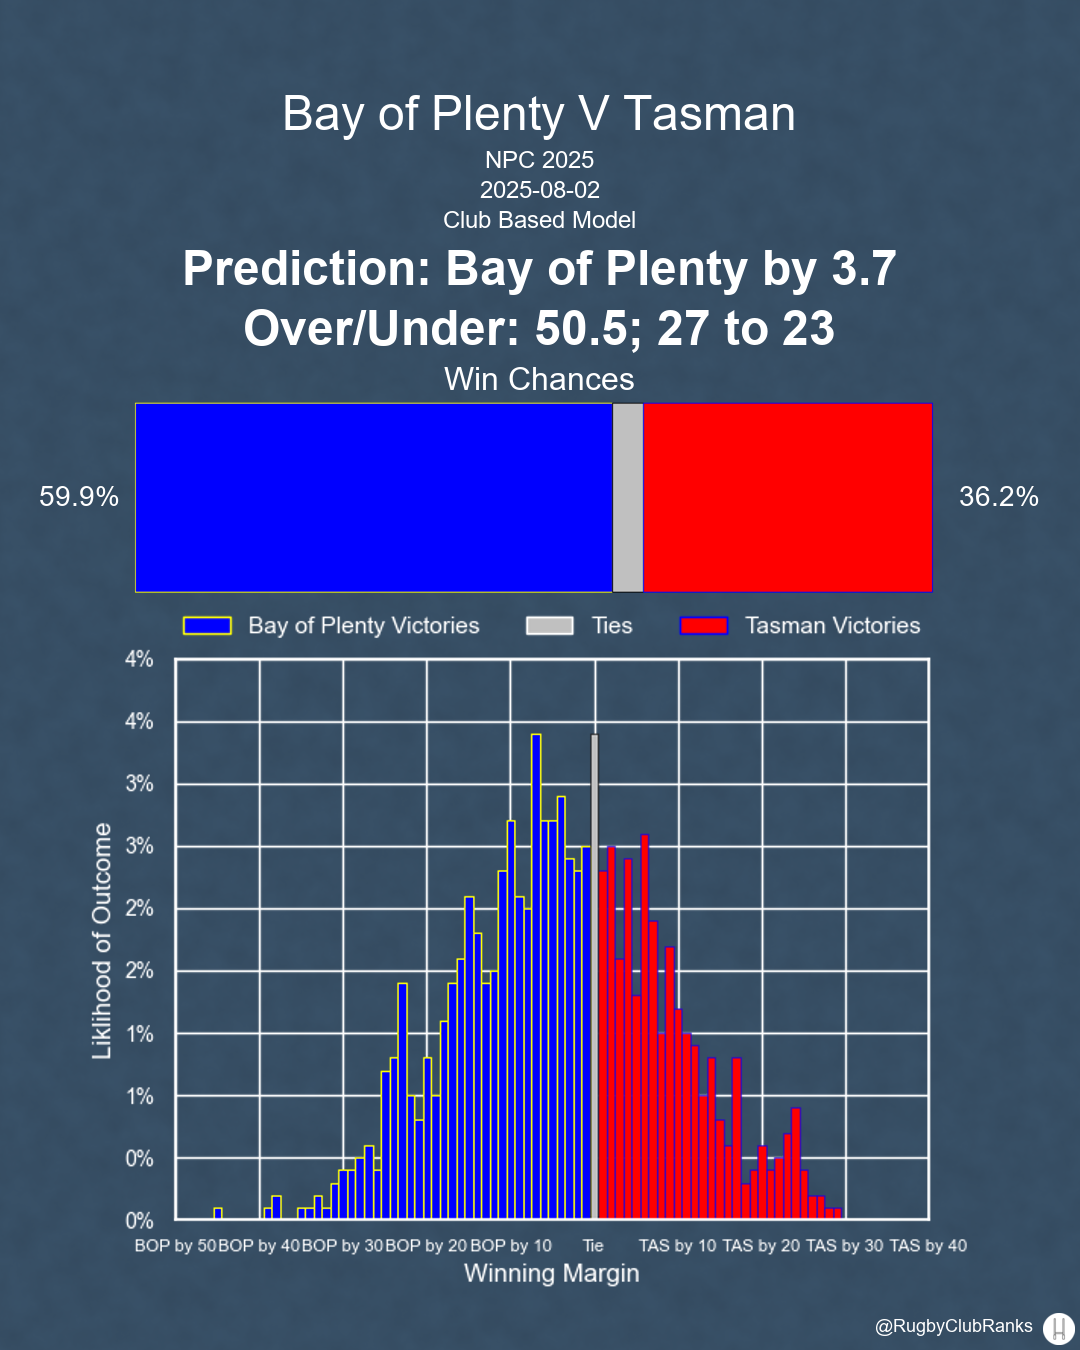 Bay of Plenty V Tasman
NPC 2025
2025-08-02
Club Based Model
Prediction: Bay of Plenty by 3.7
Over/Under: 50.5; 27 to 23
Win Chances
59.9%
36.2%
Bay of Plenty Victories
Ties
Tasman Victories
4%
4%
3%
3%
2%
2%
1%
1%
0%
0%
Liklihood of Outcome
BOP by 50 BOP by 40 BOP by 30 BOP by 20 BOP by 10 Tie TAS by 10 TAS by 20 TAS by 30 TAS by 40
Winning Margin
@RugbyClubRanks